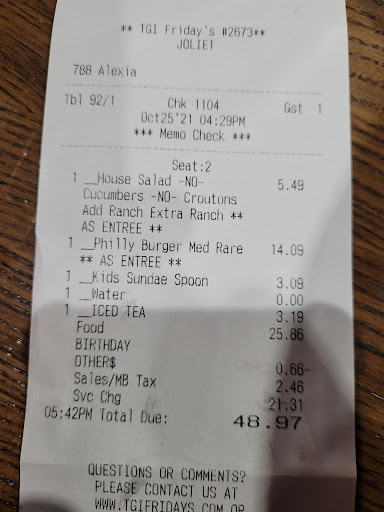 ** TGI Friday's #2673**
JOLIET
788 Alexia
Tbl 92/1 Chk 1104 Gst 1
Oct25'21 04:29PM
*** Memo Check ***
Seat:2
1 __House Salad -NO- 5.49
Cucumbers -NO- Croutons
Add Ranch Extra Ranch **
AS ENTREE **
1 __Philly Burger Med Rare 14.09
** AS ENTREE **
1 __Kids Sundae Spoon 3.09
1 __Water 0.00
1 __ICED TEA 3.19
Food 25.86
BIRTHDAY
OTHER$ 0.66-
Sales/MB Tax 2.46
Svc Chg 21.31
05:42PM Total Due: 48.97
QUESTIONS OR COMMENTS?
PLEASE CONTACT US AT
WWW.TGIFRIDAYS.COM OR